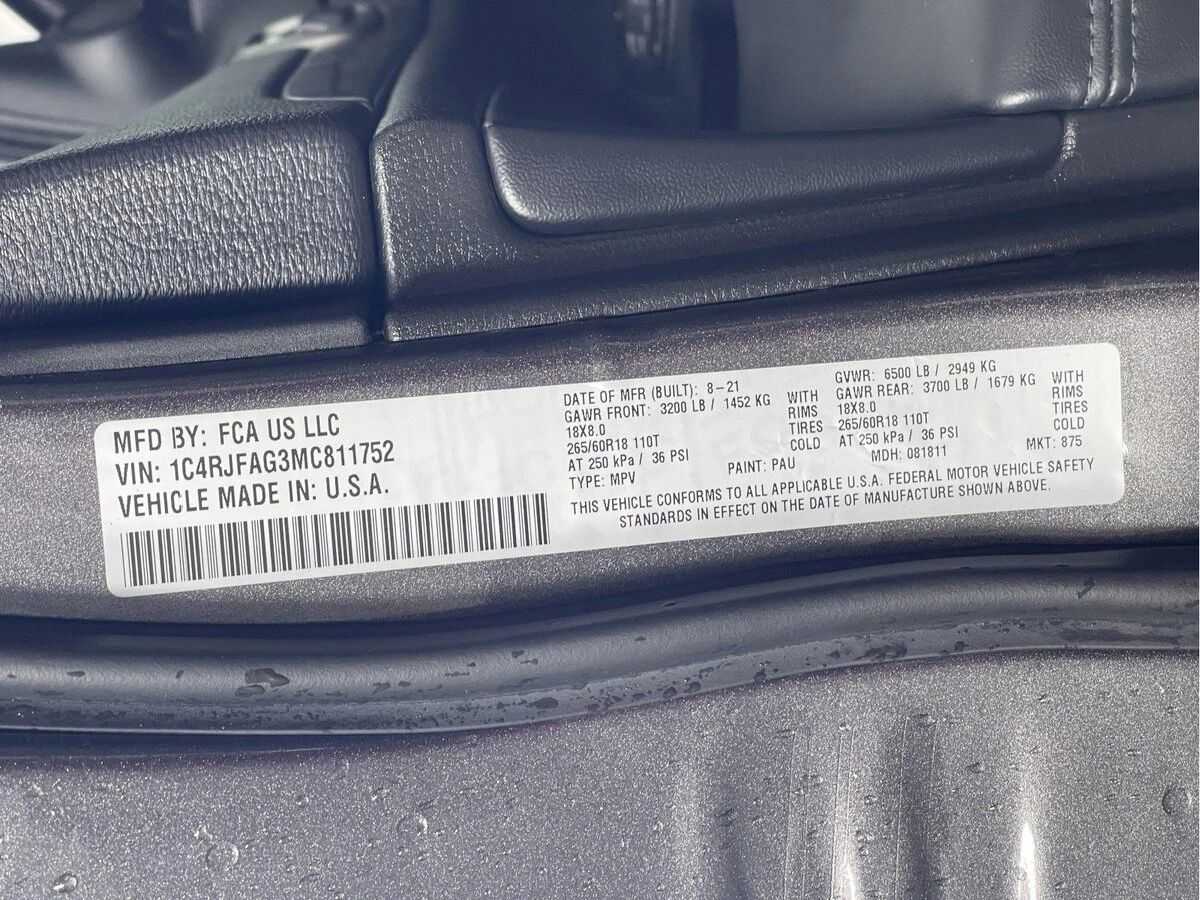 MFD BY: FCA US LLC
VIN: 1C4RJFAG3MC811752
VEHICLE MADE IN: U.S.A.
DATE OF MFR (BUILT): 8-21
GAWR FRONT: 3200 LB / 1452 KG WITH
18X8.0 RIMS
265/60R18 110T TIRES
AT 250 kPa / 36 PSI COLD
TYPE: MPV PAINT: PAU
GVWR: 6500 LB / 2949 KG
GAWR REAR: 3700 LB / 1679 KG WITH
18X8.0 RIMS
265/60R18 110T TIRES
AT 250 kPa / 36 PSI COLD
MDH: 081811 MKT: 875
THIS VEHICLE CONFORMS TO ALL APPLICABLE U.S.A. FEDERAL MOTOR VEHICLE SAFETY
STANDARDS IN EFFECT ON THE DATE OF MANUFACTURE SHOWN ABOVE.